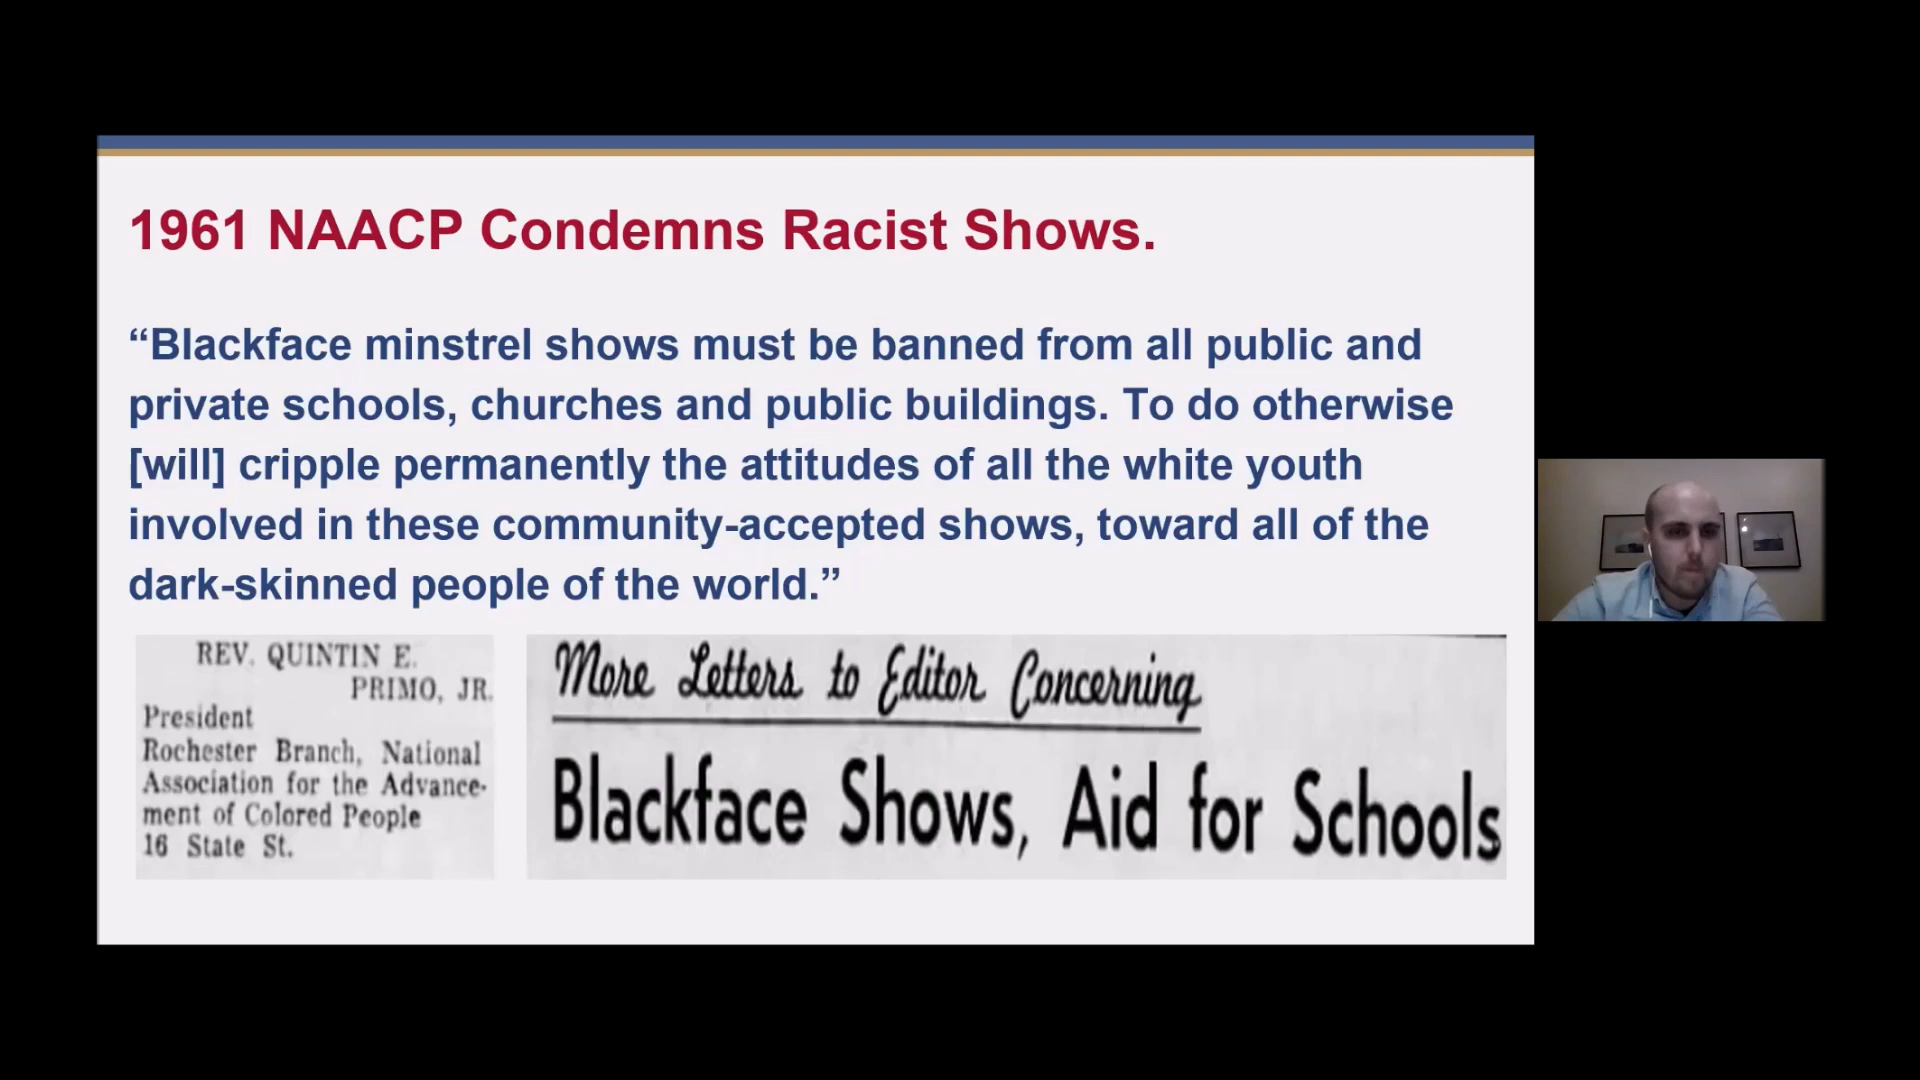 1961 NAACP Condemns Racist Shows.
“Blackface minstrel shows must be banned from all public and
private schools, churches and public buildings. To do otherwise
[will] cripple permanently the attitudes of all the white youth
involved in these community-accepted shows, toward all of the
dark-skinned people of the world.”
REV. QUINTIN E.
PRIMO, JR.
President
Rochester Branch, National
Association for the Advance-
ment of Colored People
16 State St.
More Letters to Editor Concerning
Blackface Shows, Aid for Schools